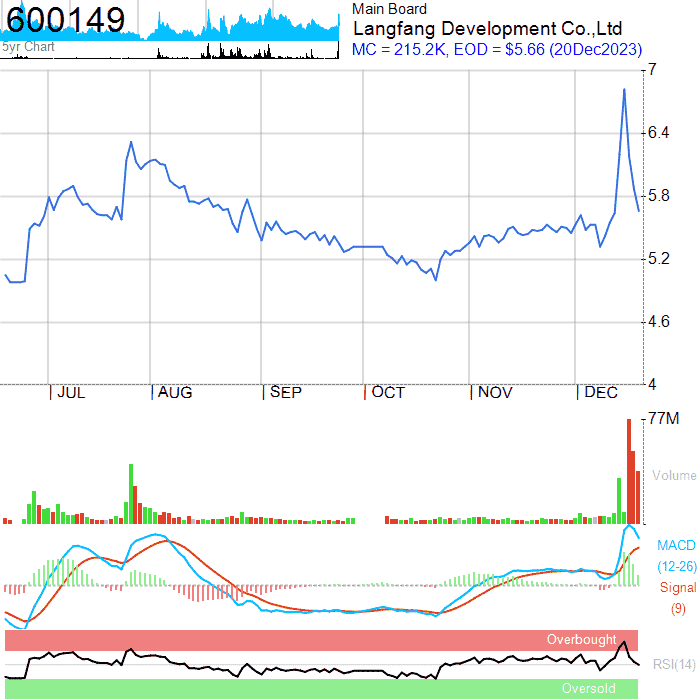 600149
5yr Chart
Main Board
Langfang Development Co.,Ltd
MC = 215.2K, EOD = $5.66 (20Dec2023)
7
6.4
5.8
5.2
4.6
4
JUL AUG SEP OCT NOV DEC
77M
Volume
MACD
(12-26)
Signal
(9)
Overbought
RSI(14)
Oversold